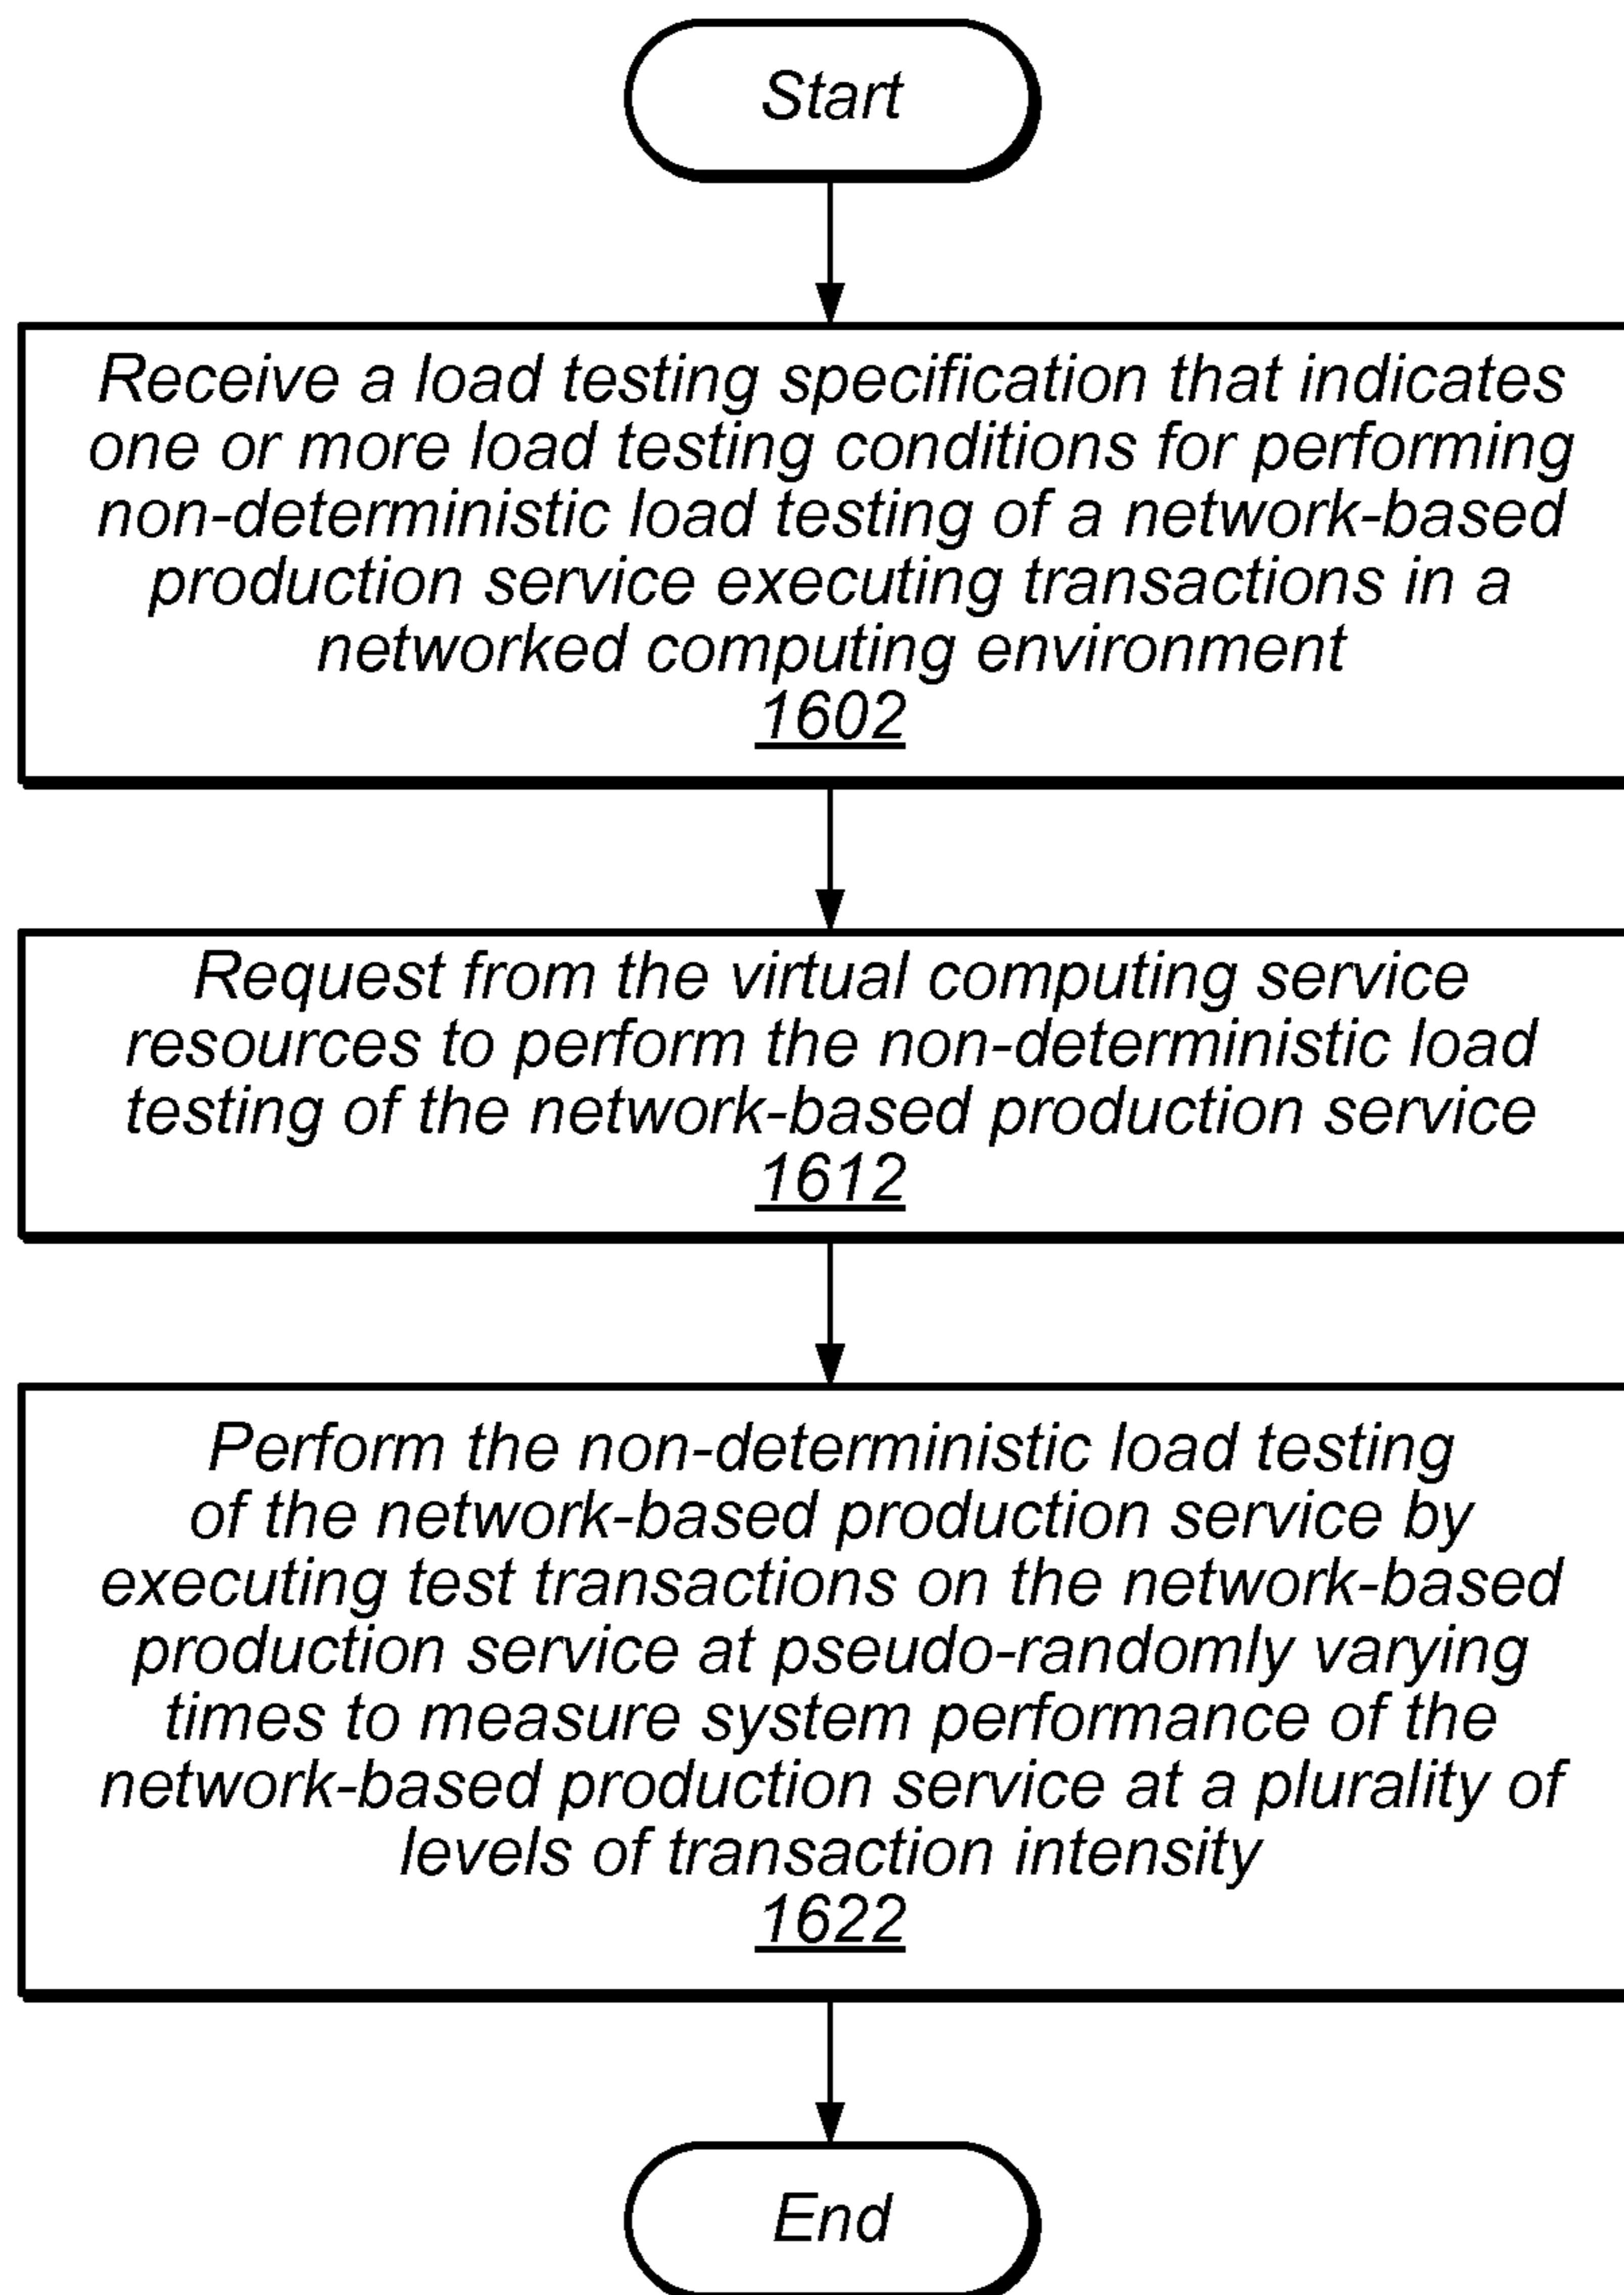 Start
Receive a load testing specification that indicates
one or more load testing conditions for performing
non-deterministic load testing of a network-based
production service executing transactions in a
networked computing environment
1602
Request from the virtual computing service
resources to perform the non-deterministic load
testing of the network-based production service
1612
Perform the non-deterministic load testing
of the network-based production service by
executing test transactions on the network-based
production service at pseudo-randomly varying
times to measure system performance of the
network-based production service at a plurality of
levels of transaction intensity
1622
End